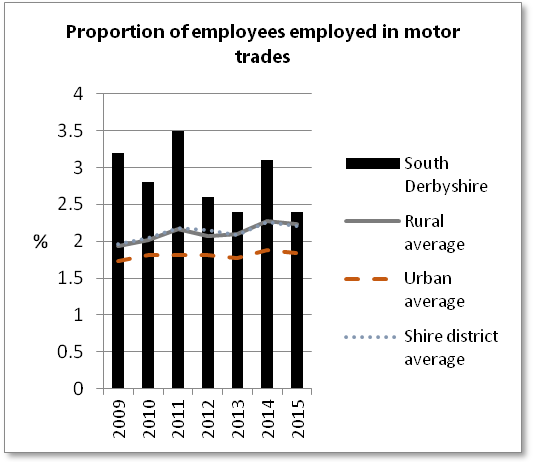 Proportion of employees employed in motor
trades
4
3.5
3
2.5
2
1.5
1
0.5
0
%
2009
2010
2011
2012
2013
2014
2015
South
Derbyshire
Rural
average
Urban
average
Shire district
average